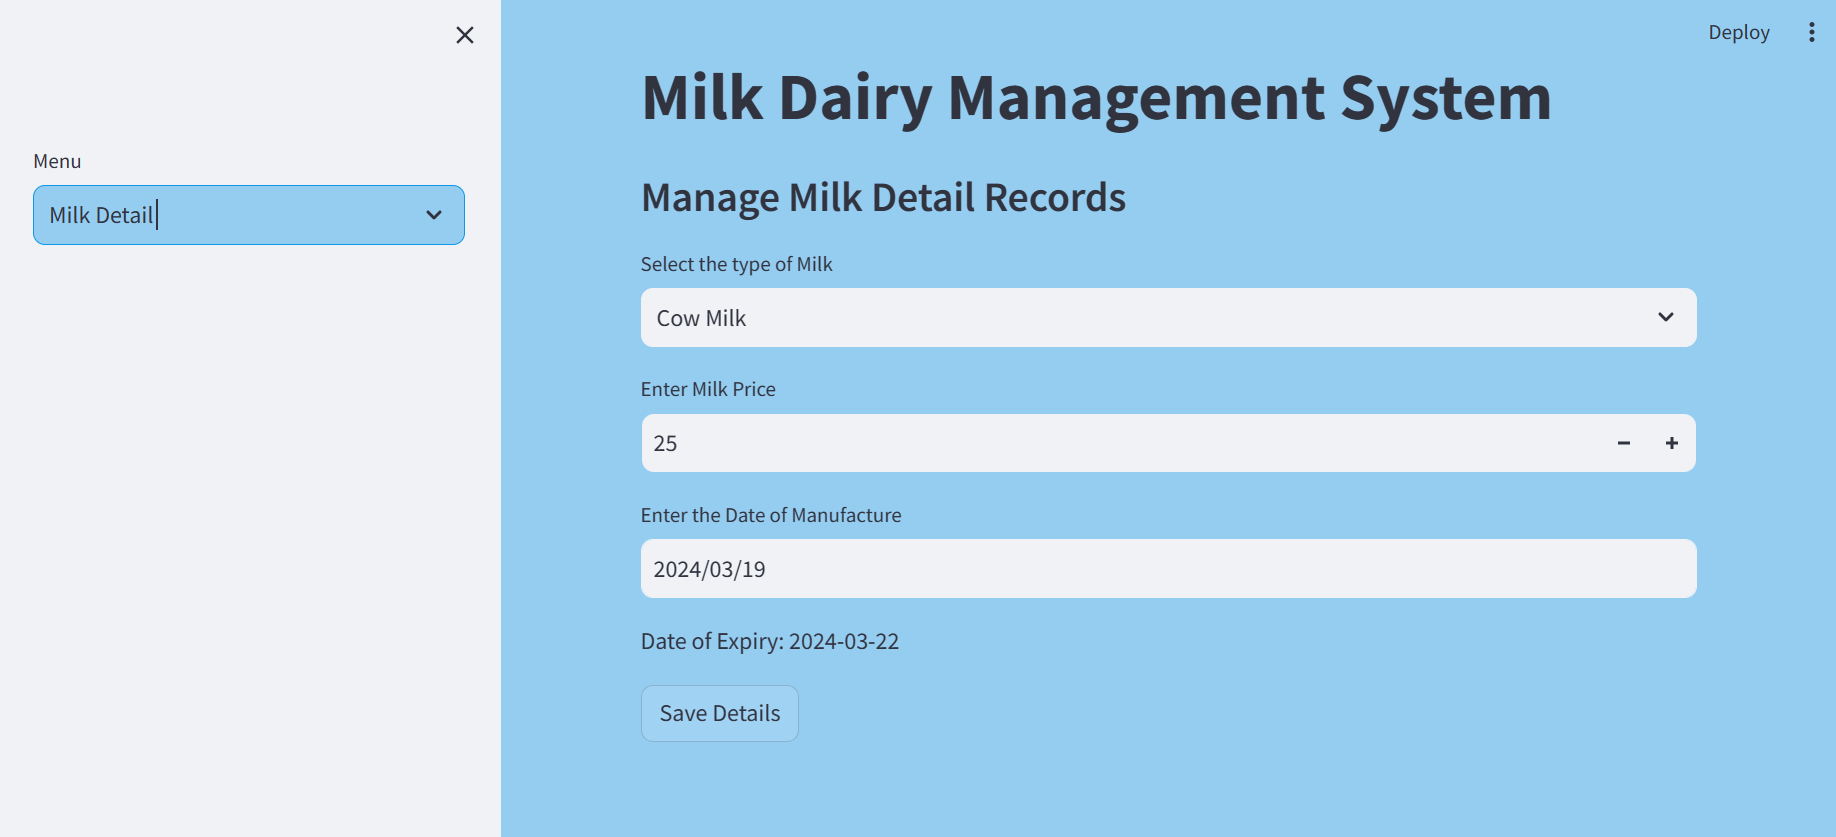 Deploy
Menu
Milk Detail
Milk Dairy Management System
Manage Milk Detail Records
Select the type of Milk
Cow Milk
Enter Milk Price
25
Enter the Date of Manufacture
2024/03/19
Date of Expiry: 2024-03-22
Save Details